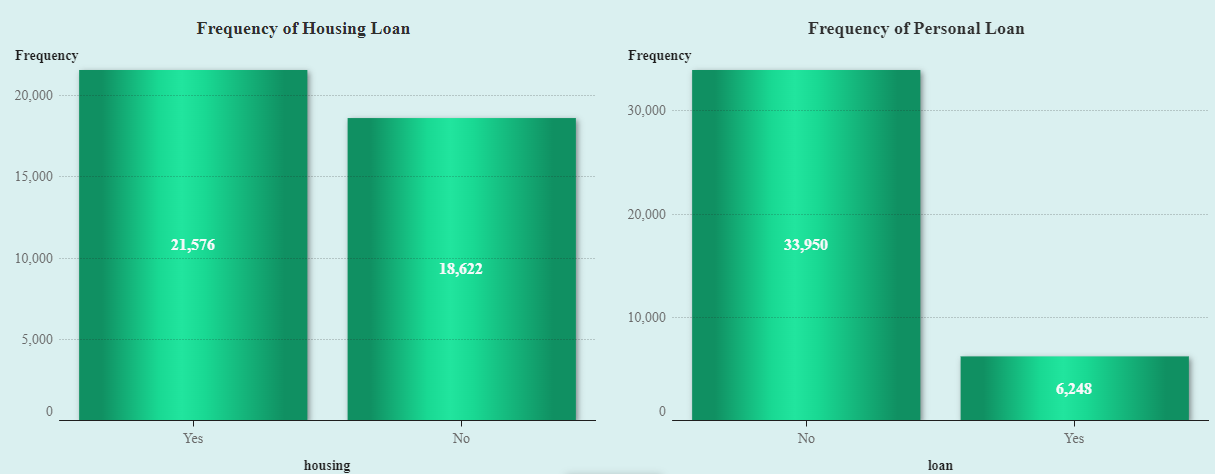 Frequency of Housing Loan
Frequency
20,000
15,000
10,000
5,000
0
21,576
18,622
Yes
No
housing
Frequency of Personal Loan
Frequency
30,000
20,000
10,000
0
33,950
6,248
No
Yes
loan